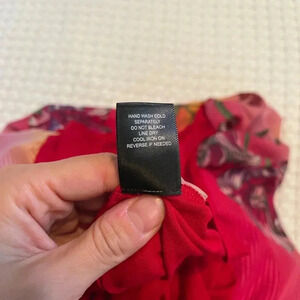 HAND WASH COLD
SEPARATELY
DO NOT BLEACH
LINE DRY
COOL IRON ON
REVERSE IF NEEDED